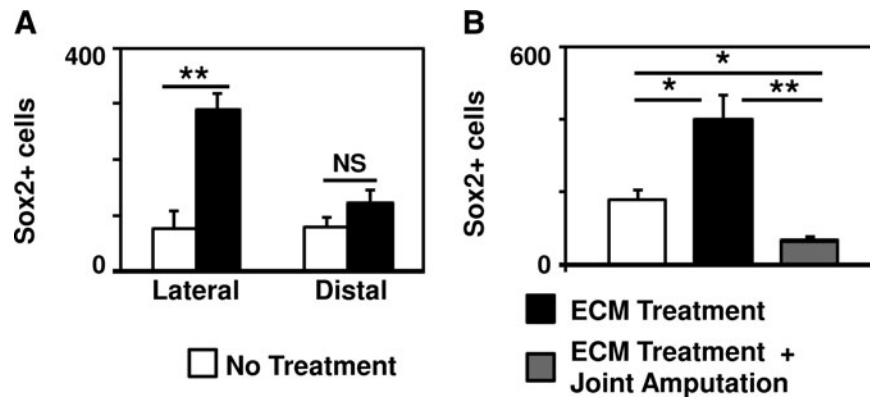 A
B
400
Sox2+ cells
0
**
NS
Lateral
Distal
No Treatment
600
Sox2+ cells
0
*
*
**
ECM Treatment
ECM Treatment +
Joint Amputation